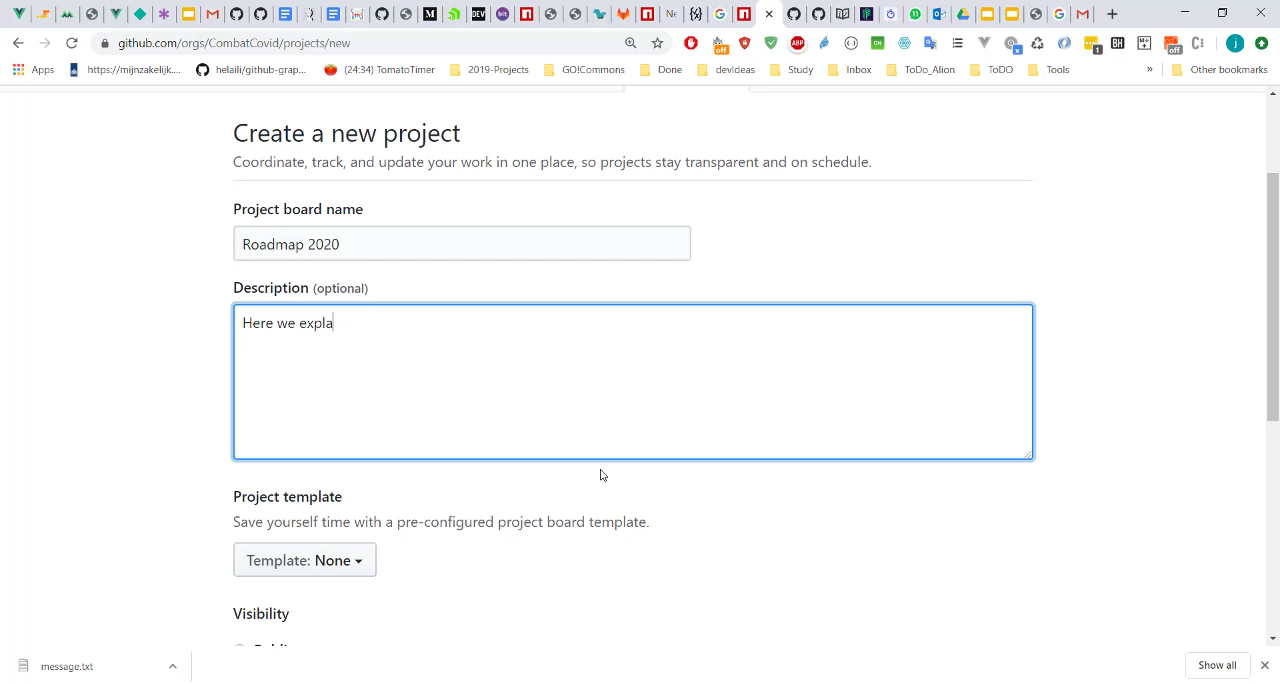 github.com/orgs/CombatCovid/projects/new
Apps
https://mijnzakelijk....
helaili/github-grap...
(24:34) TomatoTimer
2019-Projects
GO!Commons
Done
devIdeas
Study
Inbox
ToDo_Alion
ToDO
Tools
»
Other bookmarks
Create a new project
Coordinate, track, and update your work in one place, so projects stay transparent and on schedule.
Project board name
Roadmap 2020
Description (optional)
Here we expla
Project template
Save yourself time with a pre-configured project board template.
Template: None
Visibility
message.txt
Show all